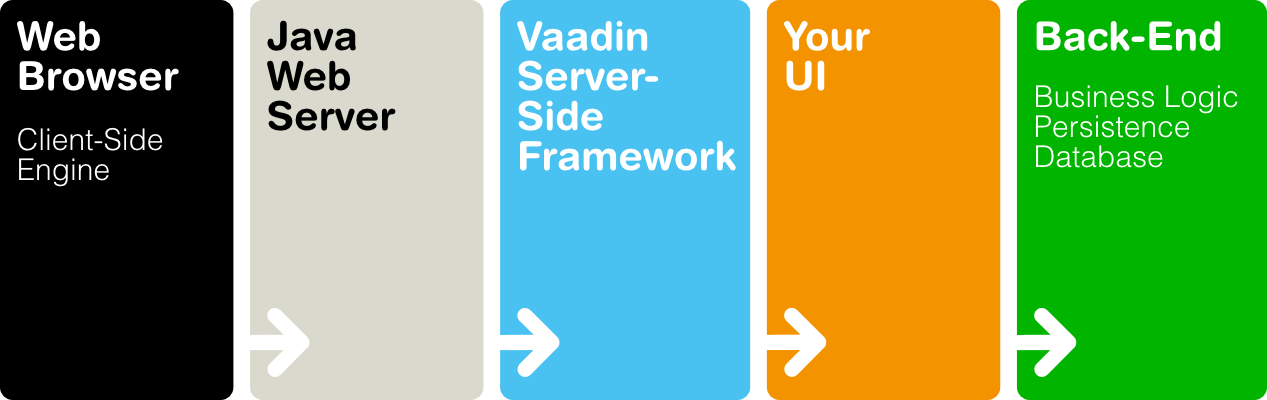 Web
Browser
Client-Side
Engine
Java
Web
Server
Vaadin
Server-
Side
Framework
Your
UI
Back-End
Business Logic
Persistence
Database